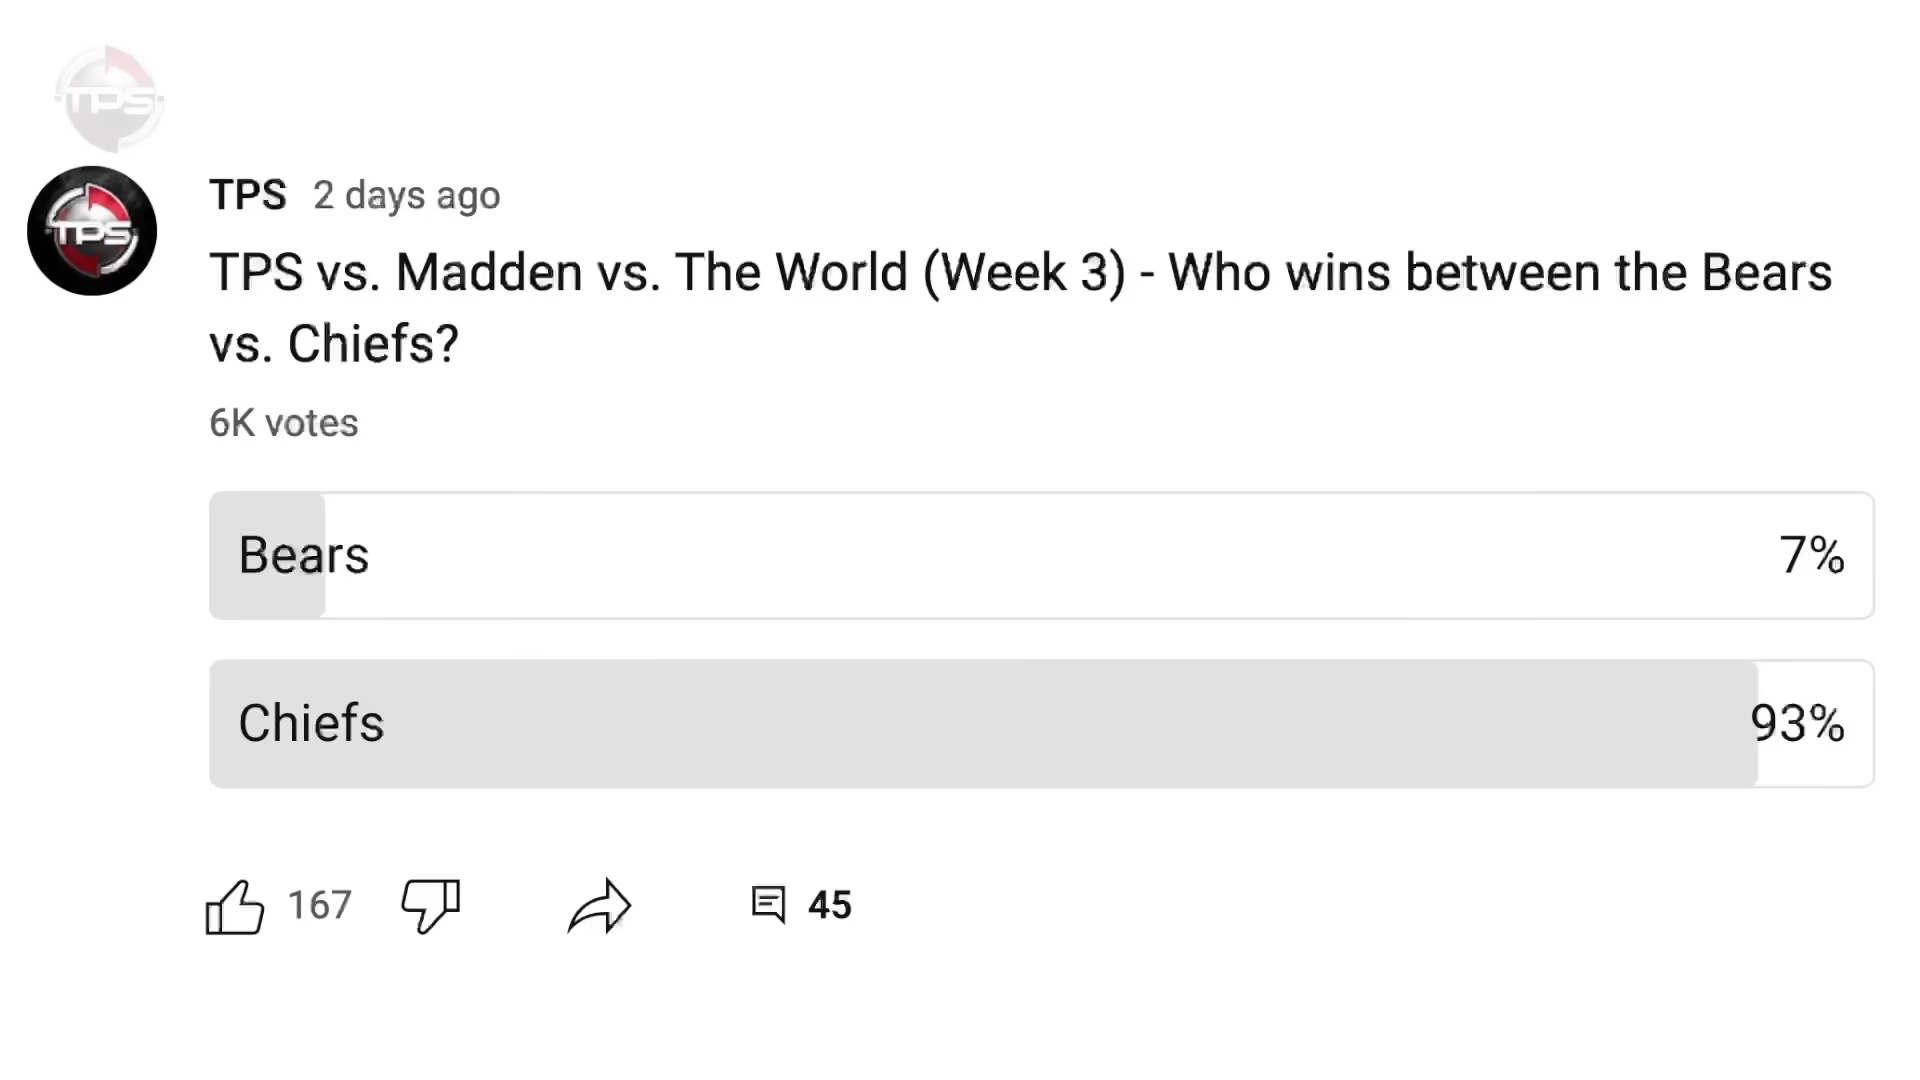 TPS
TPS
TPS 2 days ago
TPS vs. Madden vs. The World (Week 3) - Who wins between the Bears
vs. Chiefs?
6K votes
Bears 7%
Chiefs 93%
167 45